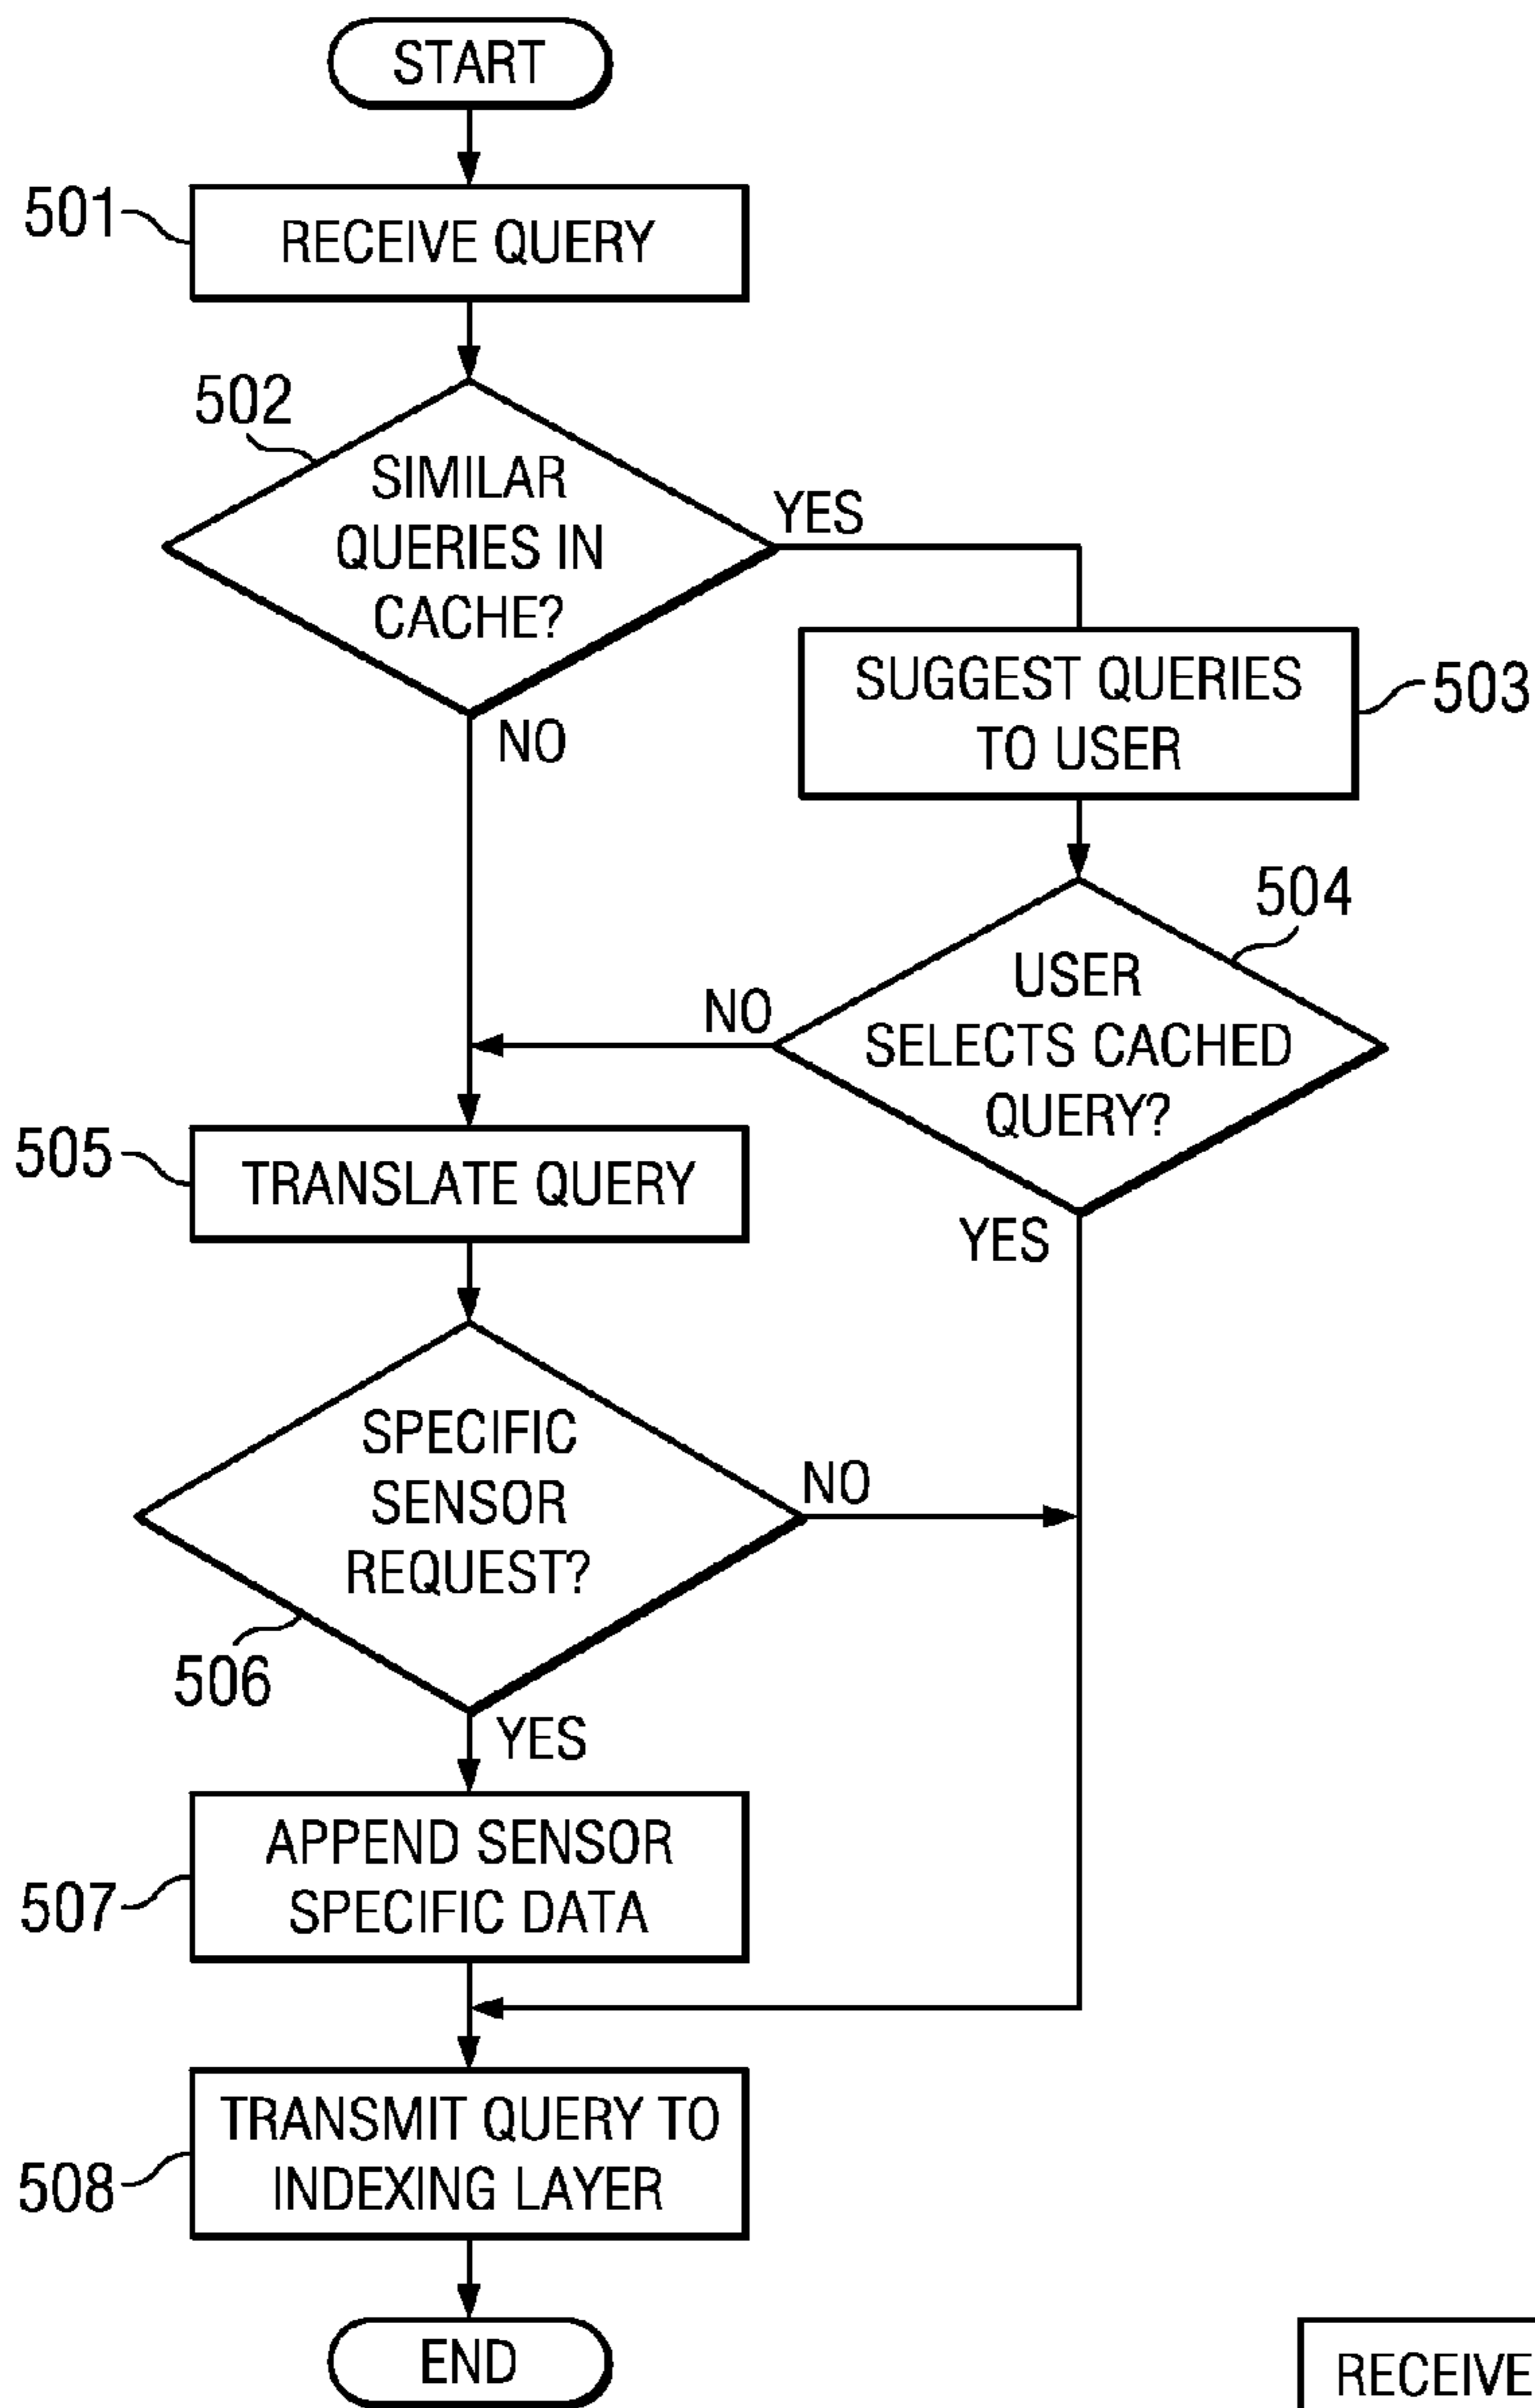 START
501
RECEIVE QUERY
502
SIMILAR
QUERIES IN
CACHE?
YES
NO
SUGGEST QUERIES
TO USER
503
504
USER
SELECTS CACHED
QUERY?
NO
YES
505
TRANSLATE QUERY
SPECIFIC
SENSOR
REQUEST?
NO
506
YES
APPEND SENSOR
SPECIFIC DATA
507
TRANSMIT QUERY TO
INDEXING LAYER
508
END
RECEIVE